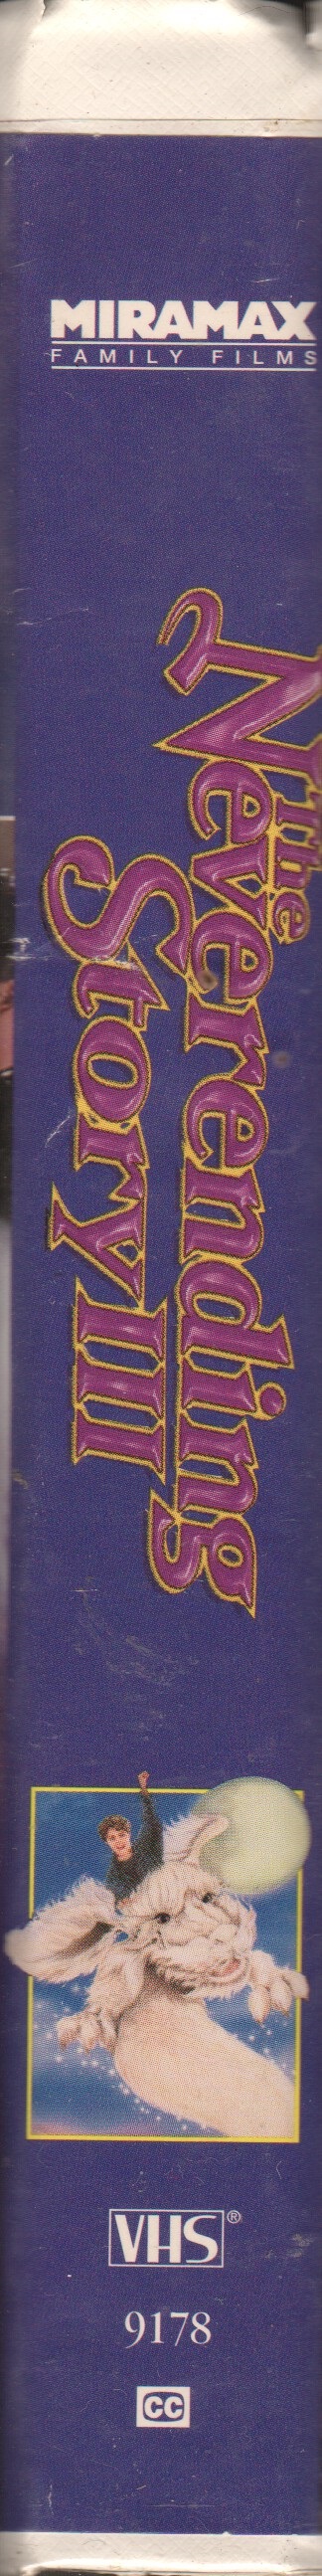 MIRAMAX
FAMILY FILMS
The
Neverending
Story III
VHS®
9178
CC